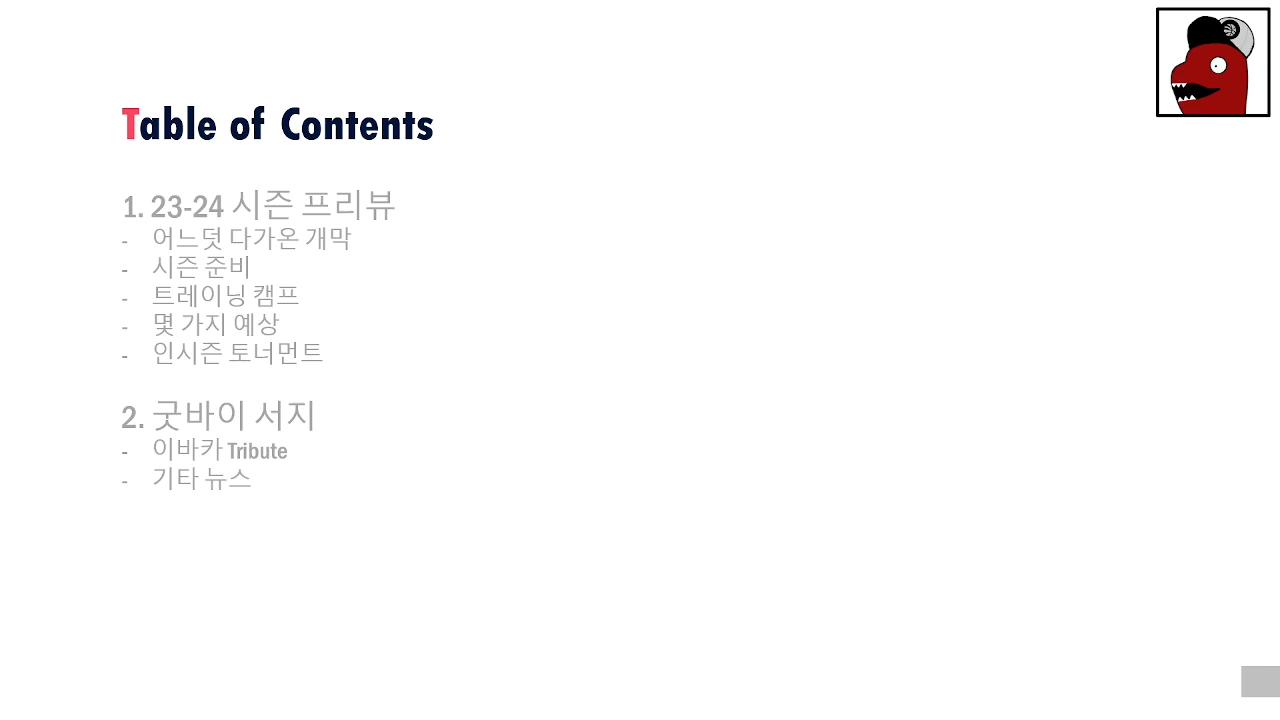 Table of Contents
1. 23-24 시즌 프리뷰
- 어느덧 다가온 개막
- 시즌 준비
- 트레이닝 캠프
- 몇 가지 예상
- 인시즌 토너먼트
2. 굿바이 서지
- 이바카 Tribute
- 기타 뉴스